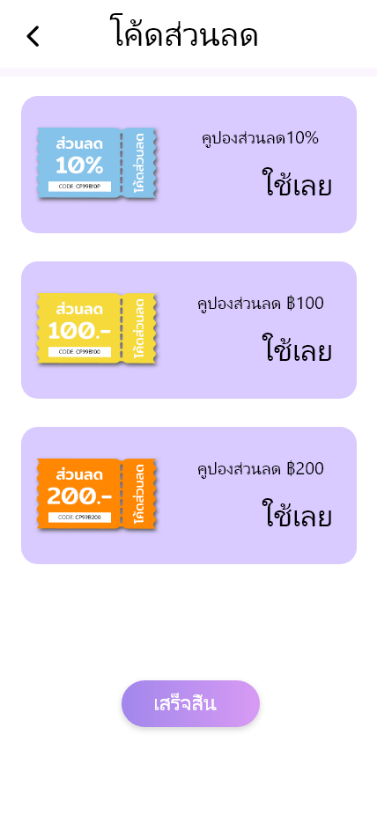 โค้ดส่วนลด
ส่วนลด
10%
CODE CP99B10P
โค้ดส่วนลด
คูปองส่วนลด10%
ใช้เลย
ส่วนลด
100.-
CODE CP99B100
โค้ดส่วนลด
คูปองส่วนลด ฿100
ใช้เลย
ส่วนลด
200.-
CODE CP99B200
โค้ดส่วนลด
คูปองส่วนลด ฿200
ใช้เลย
เสร็จสิ้น